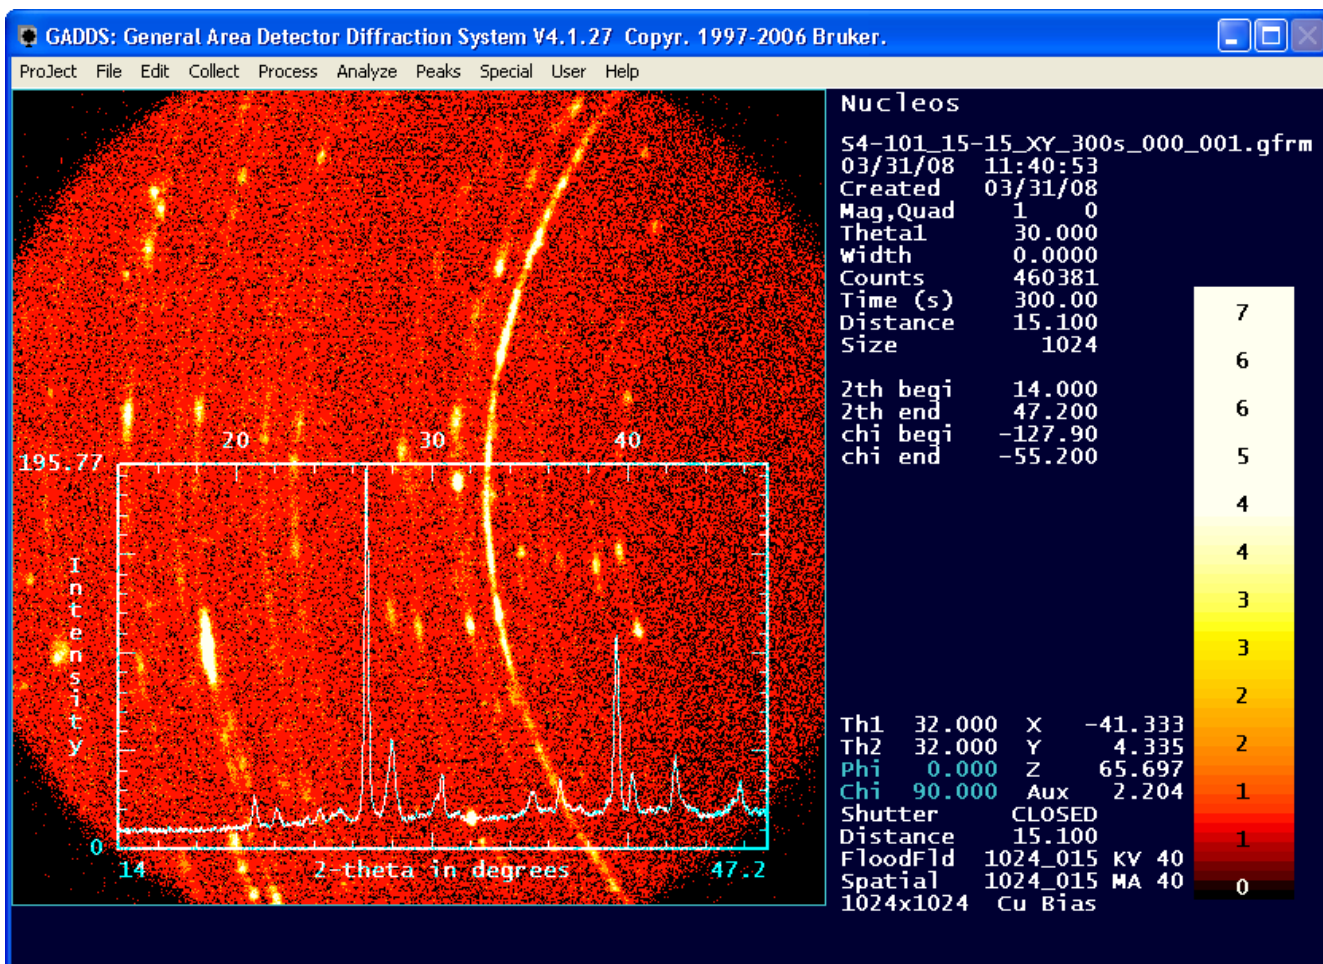 GADDS: General Area Detector Diffraction System V4.1.27 Copyr. 1997-2006 Bruker.
ProJect File Edit Collect Process Analyze Peaks Special User Help
Nucleos
S4-101_15-15_XY_300s_000_001.gfrm
03/31/08 11:40:53
Created 03/31/08
Mag,Quad 1 0
Theta1 30.000
Width 0.0000
Counts 460381
Time (s) 300.00
Distance 15.100
Size 1024
2th begi 14.000
2th end 47.200
chi begi -127.90
chi end -55.200
20 30 40
195.77
Intensity
0
14 2-theta in degrees 47.2
Th1 32.000 X -41.333
Th2 32.000 Y 4.335
Phi 0.000 Z 65.697
Chi 90.000 Aux 2.204
Shutter CLOSED
Distance 15.100
FloodFld 1024_015 KV 40
Spatial 1024_015 MA 40
1024x1024 Cu Bias
7
6
6
5
4
4
3
3
2
2
1
1
0